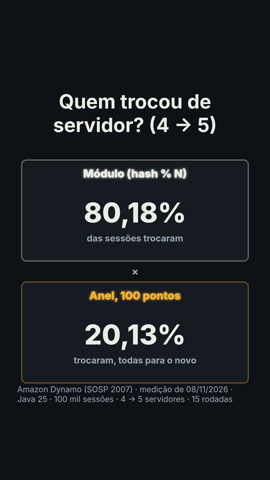 Quem trocou de
servidor? (4 → 5)
Módulo (hash % N)
80,18%
das sessões trocaram
×
Anel, 100 pontos
20,13%
trocaram, todas para o novo
Amazon Dynamo (SOSP 2007) · medição de 08/11/2026 ·
Java 25 · 100 mil sessões · 4 → 5 servidores · 15 rodadas